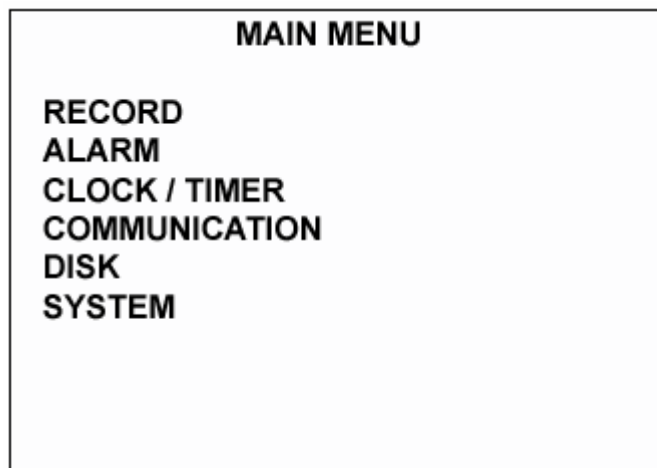 MAIN MENU
RECORD
ALARM
CLOCK / TIMER
COMMUNICATION
DISK
SYSTEM